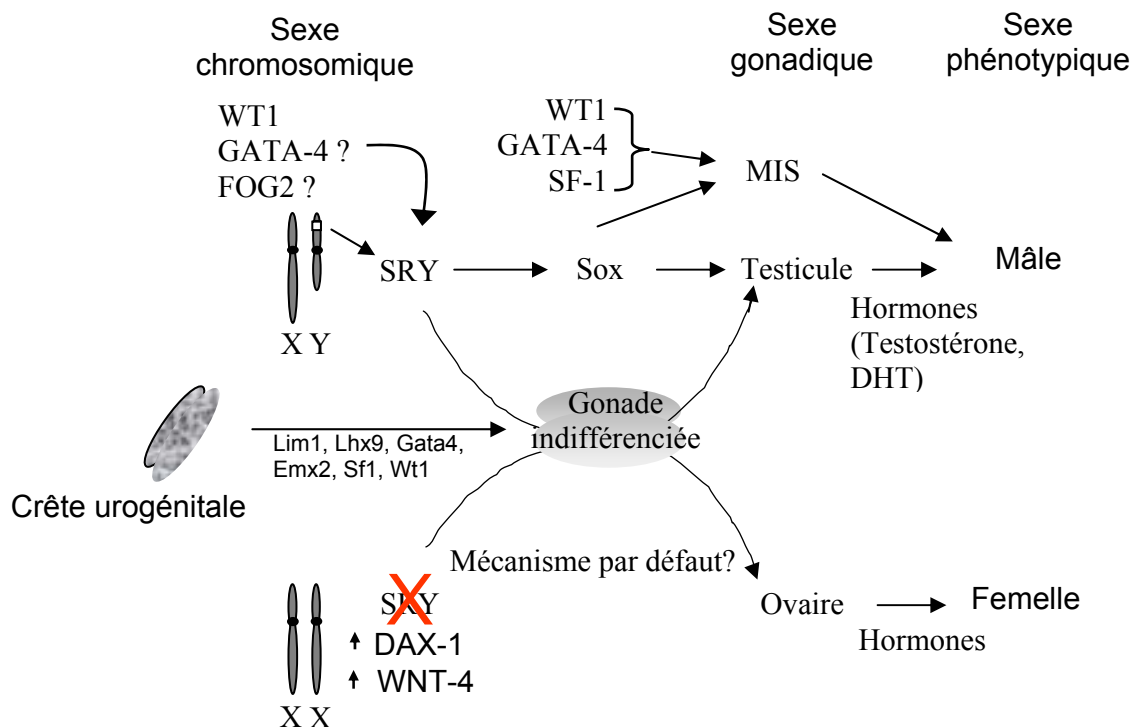 Sexe
chromosomique
Sexe
gonadique
Sexe
phénotypique
WT1
GATA-4 ?
FOG2 ?
WT1
GATA-4
SF-1
MIS
SRY
Sox
Testicule
Mâle
X Y
Hormones
(Testostérone,
DHT)
Gonade
indifférenciée
Lim1, Lhx9, Gata4,
Emx2, Sf1, Wt1
Crête urogénitale
Mécanisme par défaut?
SRY
DAX-1
WNT-4
X X
Ovaire
Femelle
Hormones